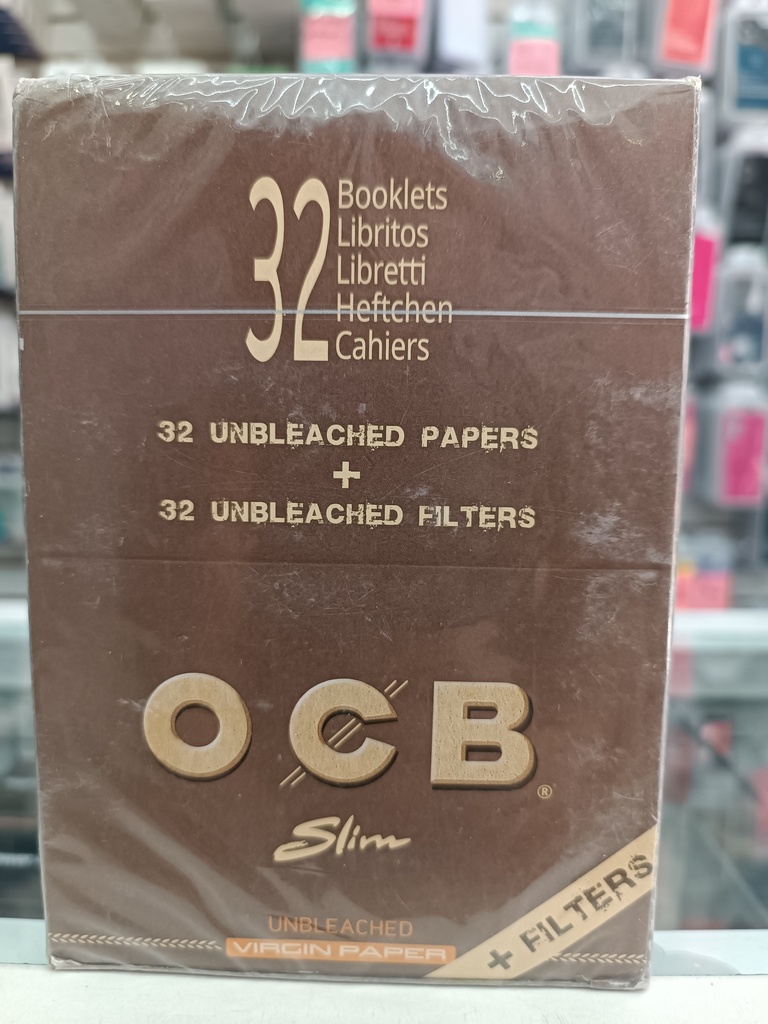 32
Booklets
Libritos
Libretti
Heftchen
Cahiers
32 UNBLEACHED PAPERS
+
32 UNBLEACHED FILTERS
OCB®
Slim
+ FILTERS
UNBLEACHED
VIRGIN PAPER